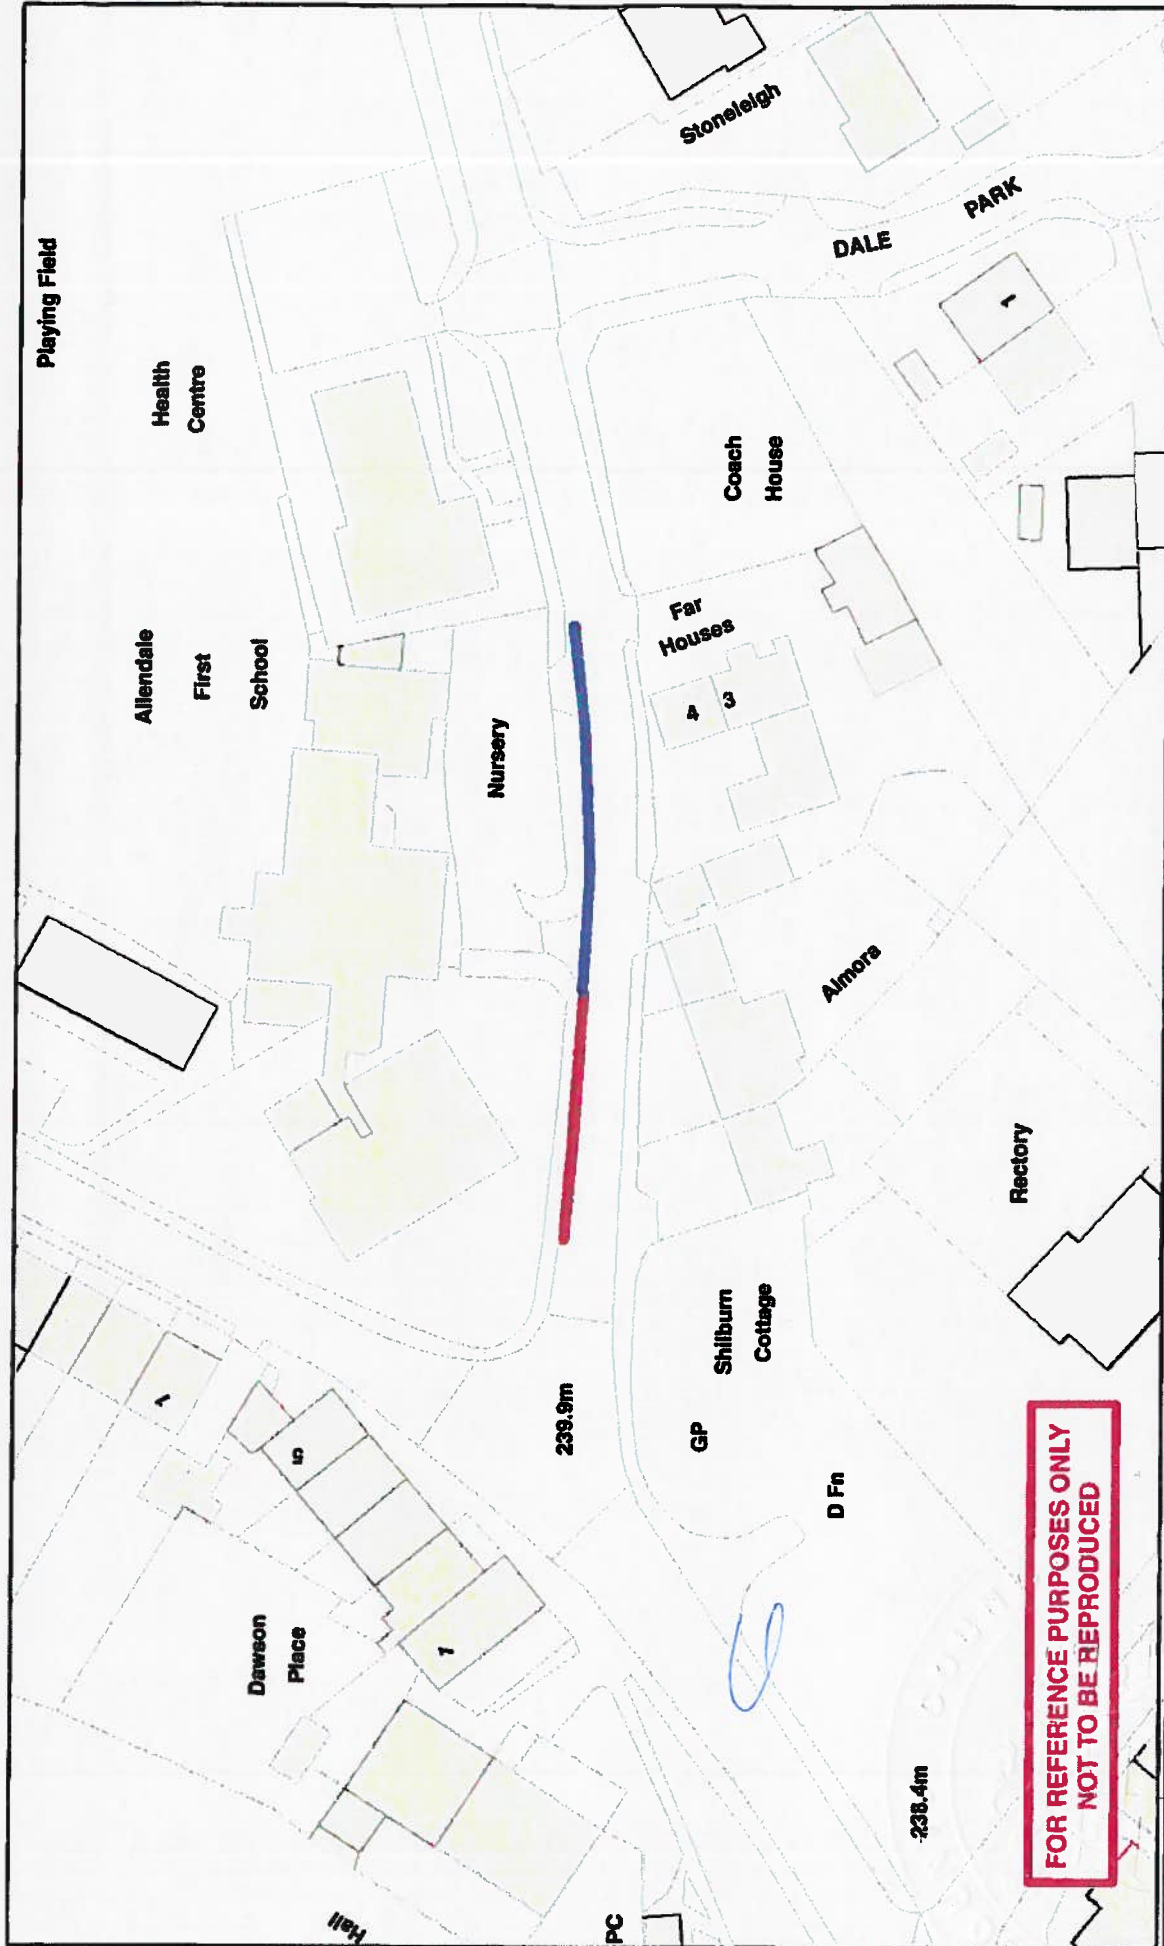 Playing Field
Health
Centre
Allendale
First
School
Nursery
Stoneleigh
DALE PARK
1
Coach
House
Far
Houses
4
3
Almora
Rectory
Shilburn
Cottage
239.9m
GP
D Fn
1
5
1
Dawson
Place
Hall
PC
238.4m
FOR REFERENCE PURPOSES ONLY
NOT TO BE REPRODUCED